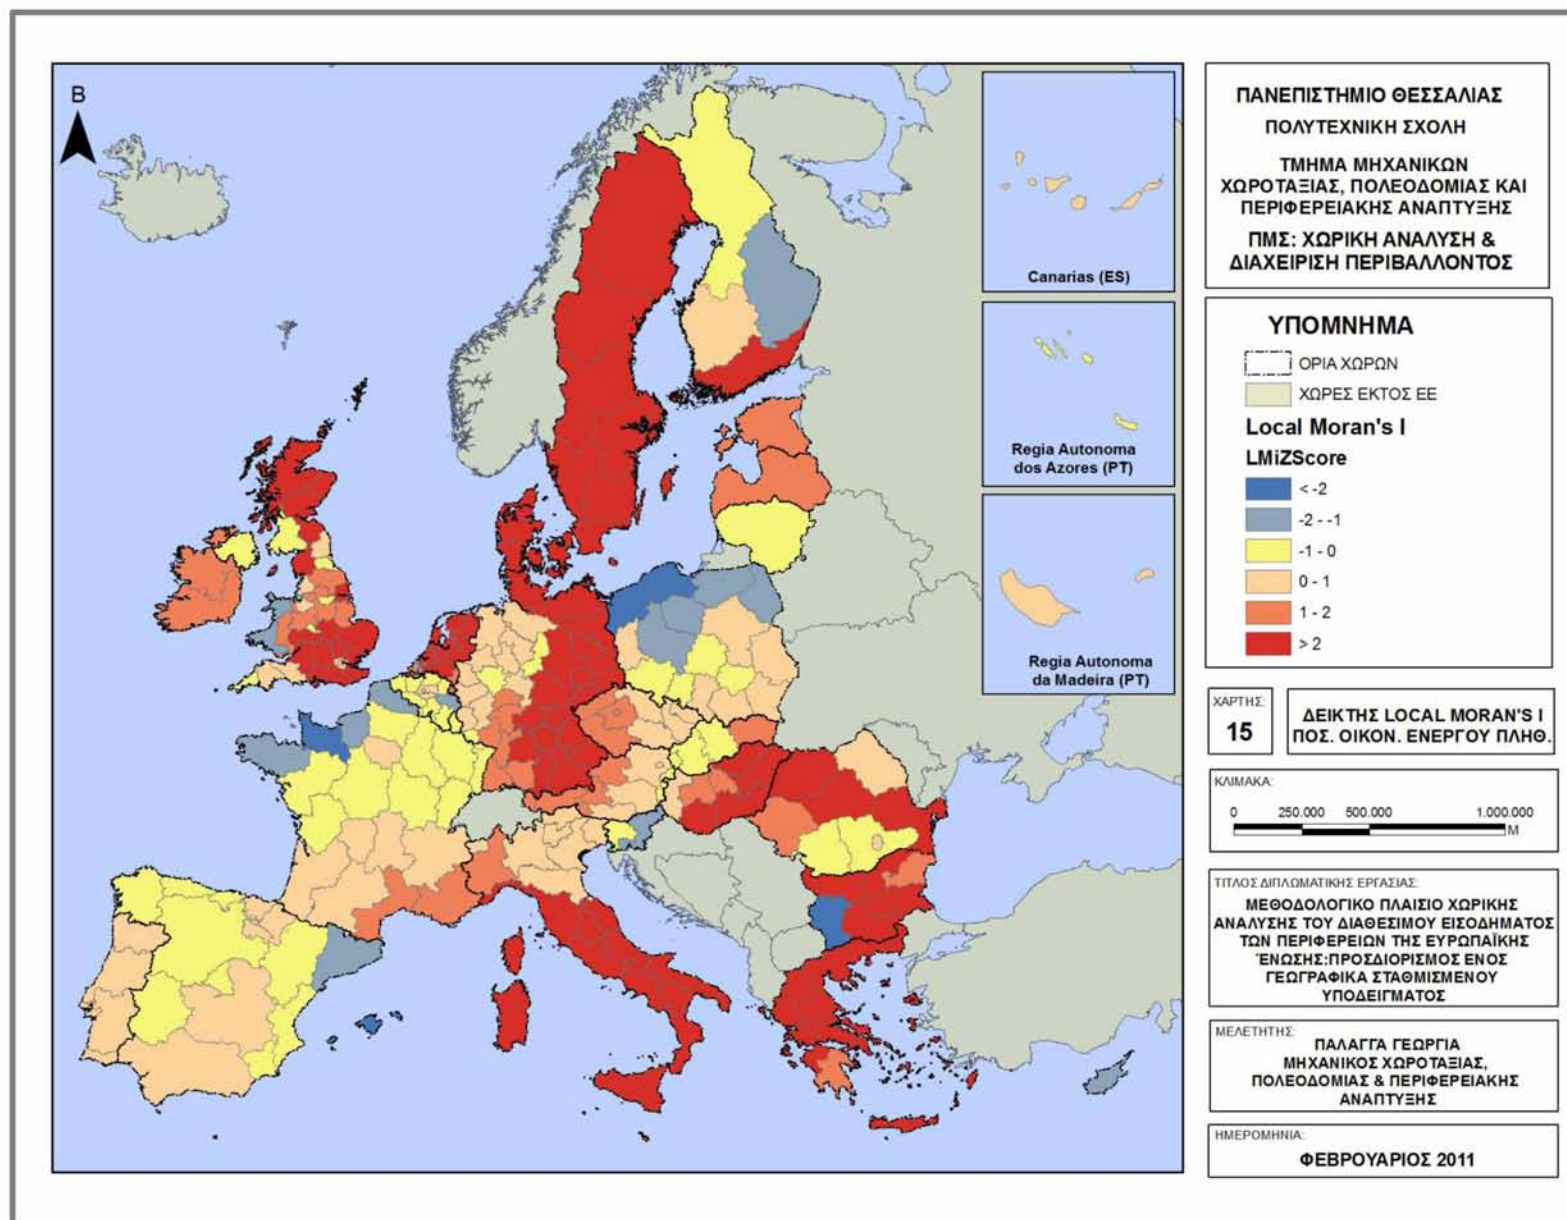 B
Canarias (ES)
Regia Autonoma
dos Azores (PT)
Regia Autonoma
da Madeira (PT)
ΠΑΝΕΠΙΣΤΗΜΙΟ ΘΕΣΣΑΛΙΑΣ
ΠΟΛΥΤΕΧΝΙΚΗ ΣΧΟΛΗ
ΤΜΗΜΑ ΜΗΧΑΝΙΚΩΝ
ΧΩΡΟΤΑΞΙΑΣ, ΠΟΛΕΟΔΟΜΙΑΣ ΚΑΙ
ΠΕΡΙΦΕΡΕΙΑΚΗΣ ΑΝΑΠΤΥΞΗΣ
ΠΜΣ: ΧΩΡΙΚΗ ΑΝΑΛΥΣΗ &
ΔΙΑΧΕΙΡΙΣΗ ΠΕΡΙΒΑΛΛΟΝΤΟΣ
ΥΠΟΜΝΗΜΑ
ΟΡΙΑ ΧΩΡΩΝ
ΧΩΡΕΣ ΕΚΤΟΣ ΕΕ
Local Moran's I
LMiZScore
< -2
-2 - -1
-1 - 0
0 - 1
1 - 2
> 2
ΧΑΡΤΗΣ:
15
ΔΕΙΚΤΗΣ LOCAL MORAN'S I
ΠΟΣ. ΟΙΚΟΝ. ΕΝΕΡΓΟΥ ΠΛΗΘ.
ΚΛΙΜΑΚΑ:
0 250.000 500.000 1.000.000
M
ΤΙΤΛΟΣ ΔΙΠΛΩΜΑΤΙΚΗΣ ΕΡΓΑΣΙΑΣ:
ΜΕΘΟΔΟΛΟΓΙΚΟ ΠΛΑΙΣΙΟ ΧΩΡΙΚΗΣ
ΑΝΑΛΥΣΗΣ ΤΟΥ ΔΙΑΘΕΣΙΜΟΥ ΕΙΣΟΔΗΜΑΤΟΣ
ΤΩΝ ΠΕΡΙΦΕΡΕΙΩΝ ΤΗΣ ΕΥΡΩΠΑΪΚΗΣ
ΈΝΩΣΗΣ:ΠΡΟΣΔΙΟΡΙΣΜΟΣ ΕΝΟΣ
ΓΕΩΓΡΑΦΙΚΑ ΣΤΑΘΜΙΣΜΕΝΟΥ
ΥΠΟΔΕΙΓΜΑΤΟΣ
ΜΕΛΕΤΗΤΗΣ:
ΠΑΛΑΓΓΑ ΓΕΩΡΓΙΑ
ΜΗΧΑΝΙΚΟΣ ΧΩΡΟΤΑΞΙΑΣ,
ΠΟΛΕΟΔΟΜΙΑΣ & ΠΕΡΙΦΕΡΕΙΑΚΗΣ
ΑΝΑΠΤΥΞΗΣ
ΗΜΕΡΟΜΗΝΙΑ:
ΦΕΒΡΟΥΑΡΙΟΣ 2011